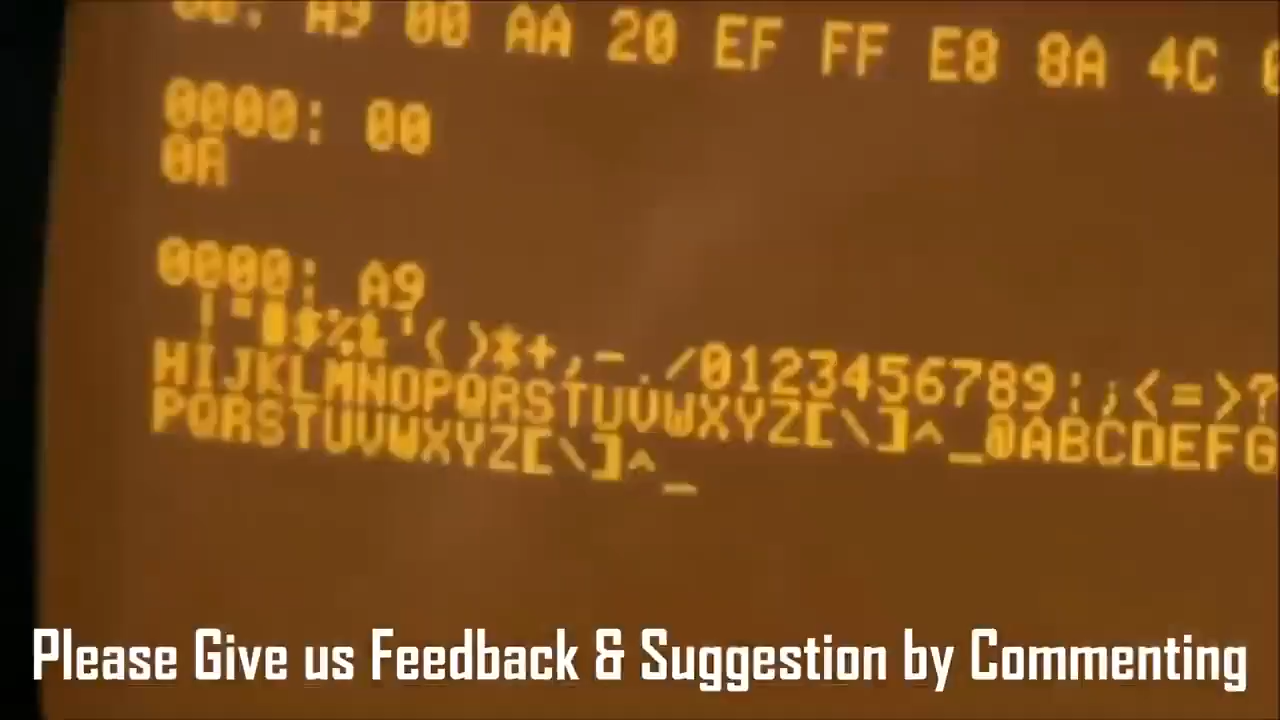 00: A9 00 AA 20 EF FF E8 8A 4C
0000: 00
0A
0000: A9
!"#$%&'()*+,-./0123456789:;<=>?
HIJKLMNOPQRSTUVWXYZ[\]^_@ABCDEFG
PQRSTUVWXYZ[\]^_
Please Give us Feedback & Suggestion by Commenting